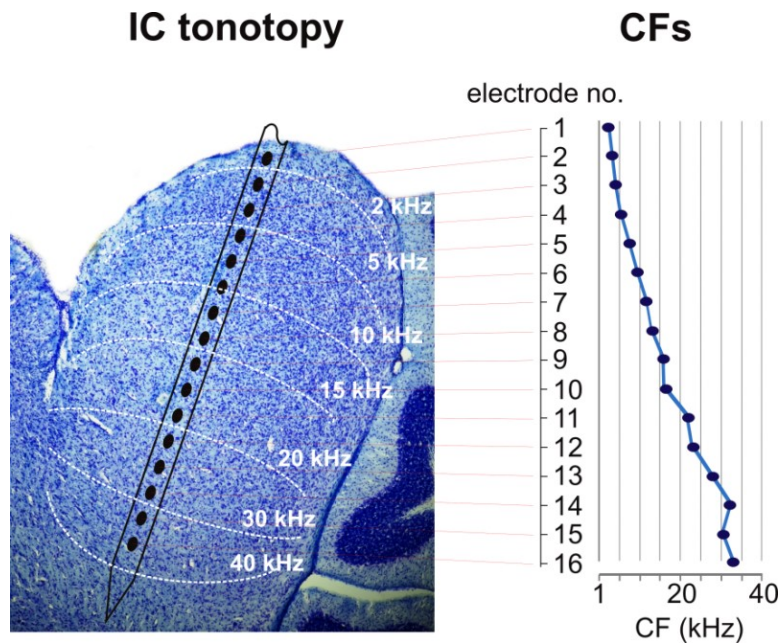 IC tonotopy
CFs
electrode no.
1
2
3
4
5
6
7
8
9
10
11
12
13
14
15
16
2 kHz
5 kHz
10 kHz
15 kHz
20 kHz
30 kHz
40 kHz
1 20 40
CF (kHz)